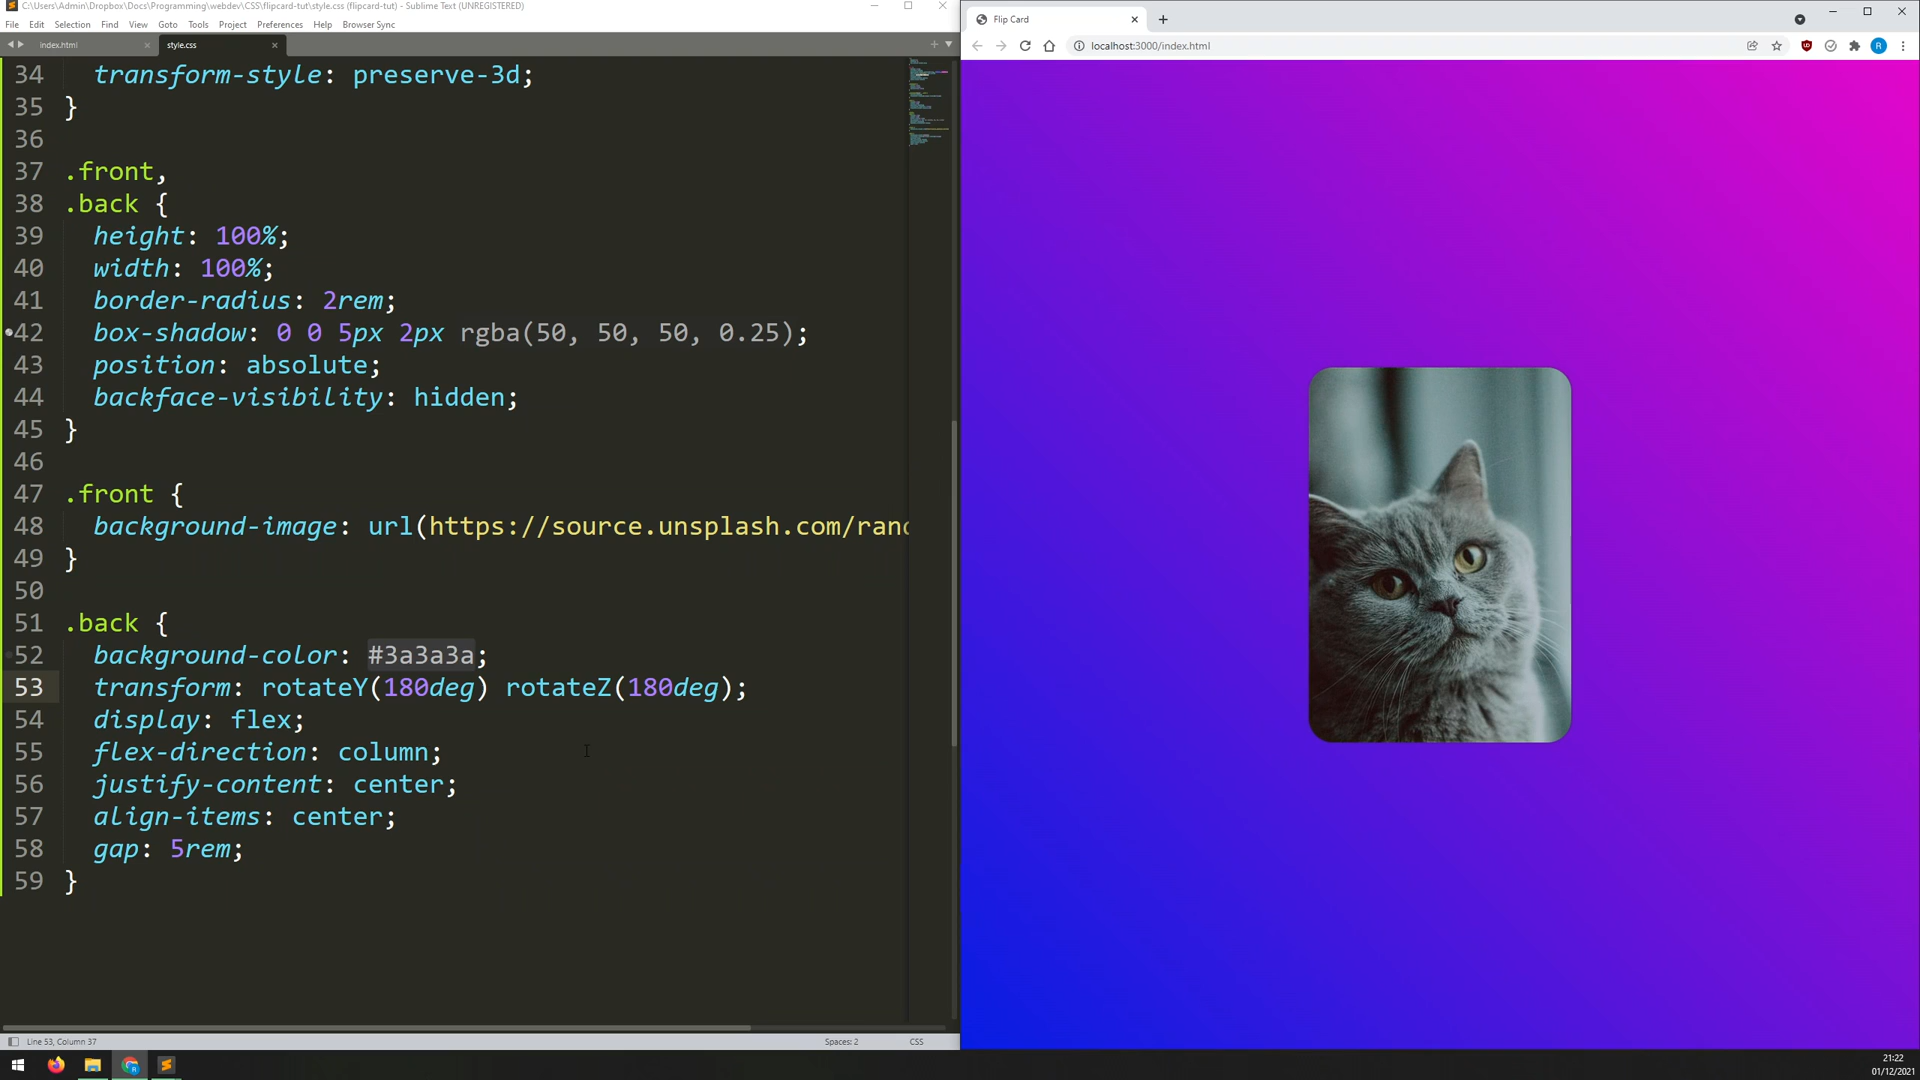 C:\Users\Admin\Dropbox\Docs\Programming\webdev\CSS\flipcard-tut\style.css (flipcard-tut) - Sublime Text (UNREGISTERED)
File Edit Selection Find View Goto Tools Project Preferences Help Browser Sync
index.html
style.css
34 transform-style: preserve-3d;
35 }
36
37 .front,
38 .back {
39 height: 100%;
40 width: 100%;
41 border-radius: 2rem;
42 box-shadow: 0 0 5px 2px rgba(50, 50, 50, 0.25);
43 position: absolute;
44 backface-visibility: hidden;
45 }
46
47 .front {
48 background-image: url(https://source.unsplash.com/rand
49 }
50
51 .back {
52 background-color: #3a3a3a;
53 transform: rotateY(180deg) rotateZ(180deg);
54 display: flex;
55 flex-direction: column;
56 justify-content: center;
57 align-items: center;
58 gap: 5rem;
59 }
Line 53, Column 37
Spaces: 2
CSS
Flip Card
localhost:3000/index.html
R
21:22
01/12/2021